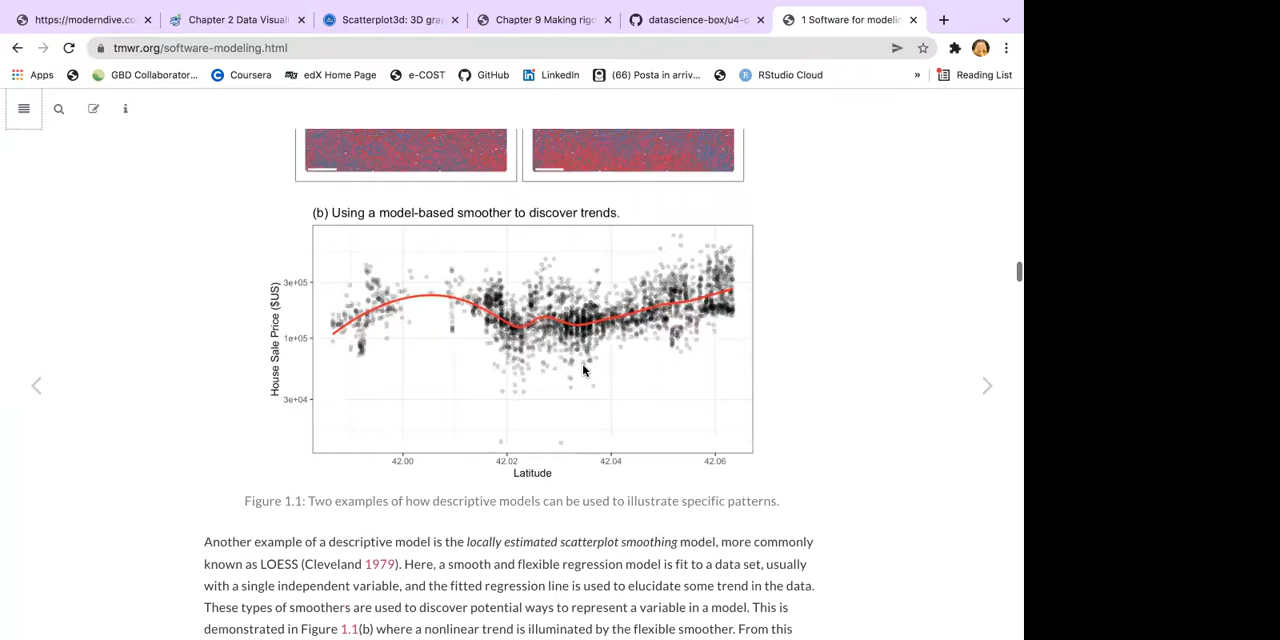 https://moderndive.co
Chapter 2 Data Visuali
Scatterplot3d: 3D gra
Chapter 9 Making rigo
datascience-box/u4-
1 Software for modelin
tmwr.org/software-modeling.html
Apps
GBD Collaborator...
Coursera
edX Home Page
e-COST
GitHub
LinkedIn
(66) Posta in arriv...
RStudio Cloud
»
Reading List
(b) Using a model-based smoother to discover trends.
House Sale Price ($US)
3e+05
1e+05
3e+04
42.00
42.02
42.04
42.06
Latitude
Figure 1.1: Two examples of how descriptive models can be used to illustrate specific patterns.
Another example of a descriptive model is the locally estimated scatterplot smoothing model, more commonly
known as LOESS (Cleveland 1979). Here, a smooth and flexible regression model is fit to a data set, usually
with a single independent variable, and the fitted regression line is used to elucidate some trend in the data.
These types of smoothers are used to discover potential ways to represent a variable in a model. This is
demonstrated in Figure 1.1(b) where a nonlinear trend is illuminated by the flexible smoother. From this